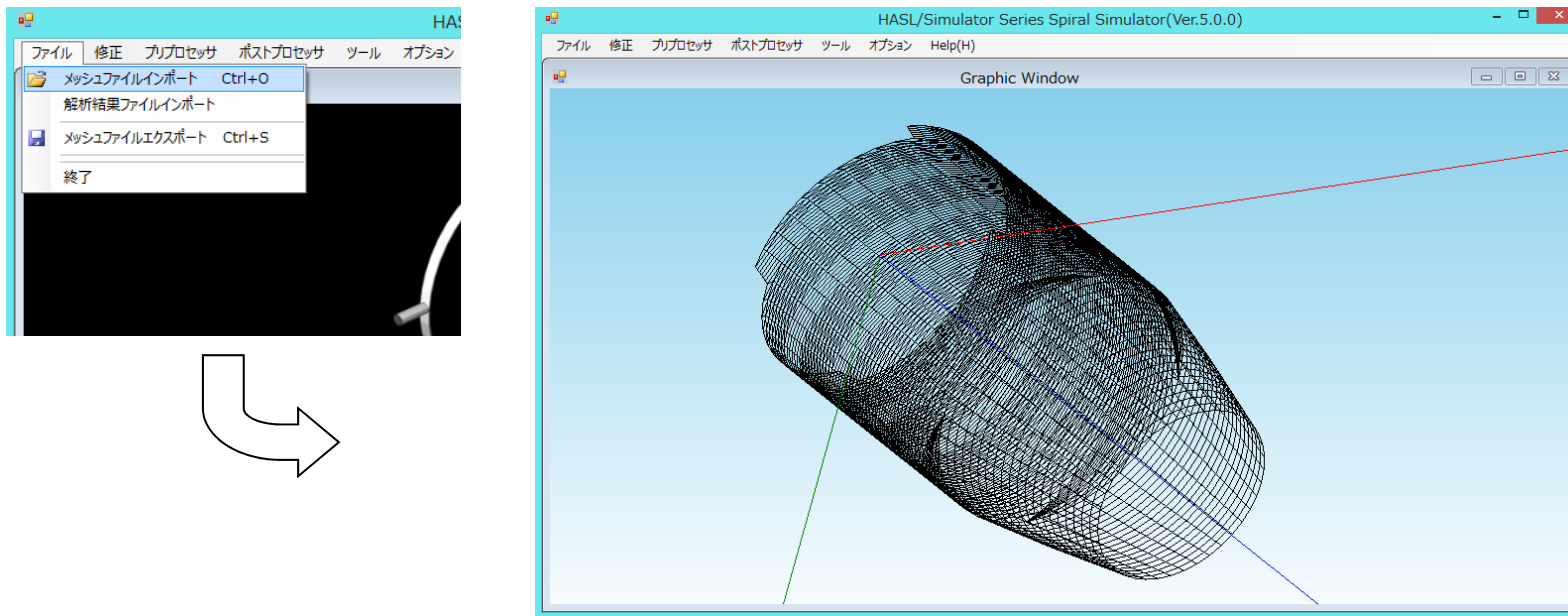 HAS
ファイル 修正 プリプロセッサ ポストプロセッサ ツール オプション
メッシュファイルインポート Ctrl+O
解析結果ファイルインポート
メッシュファイルエクスポート Ctrl+S
終了
HASL/Simulator Series Spiral Simulator(Ver.5.0.0)
ファイル 修正 プリプロセッサ ポストプロセッサ ツール オプション Help(H)
Graphic Window